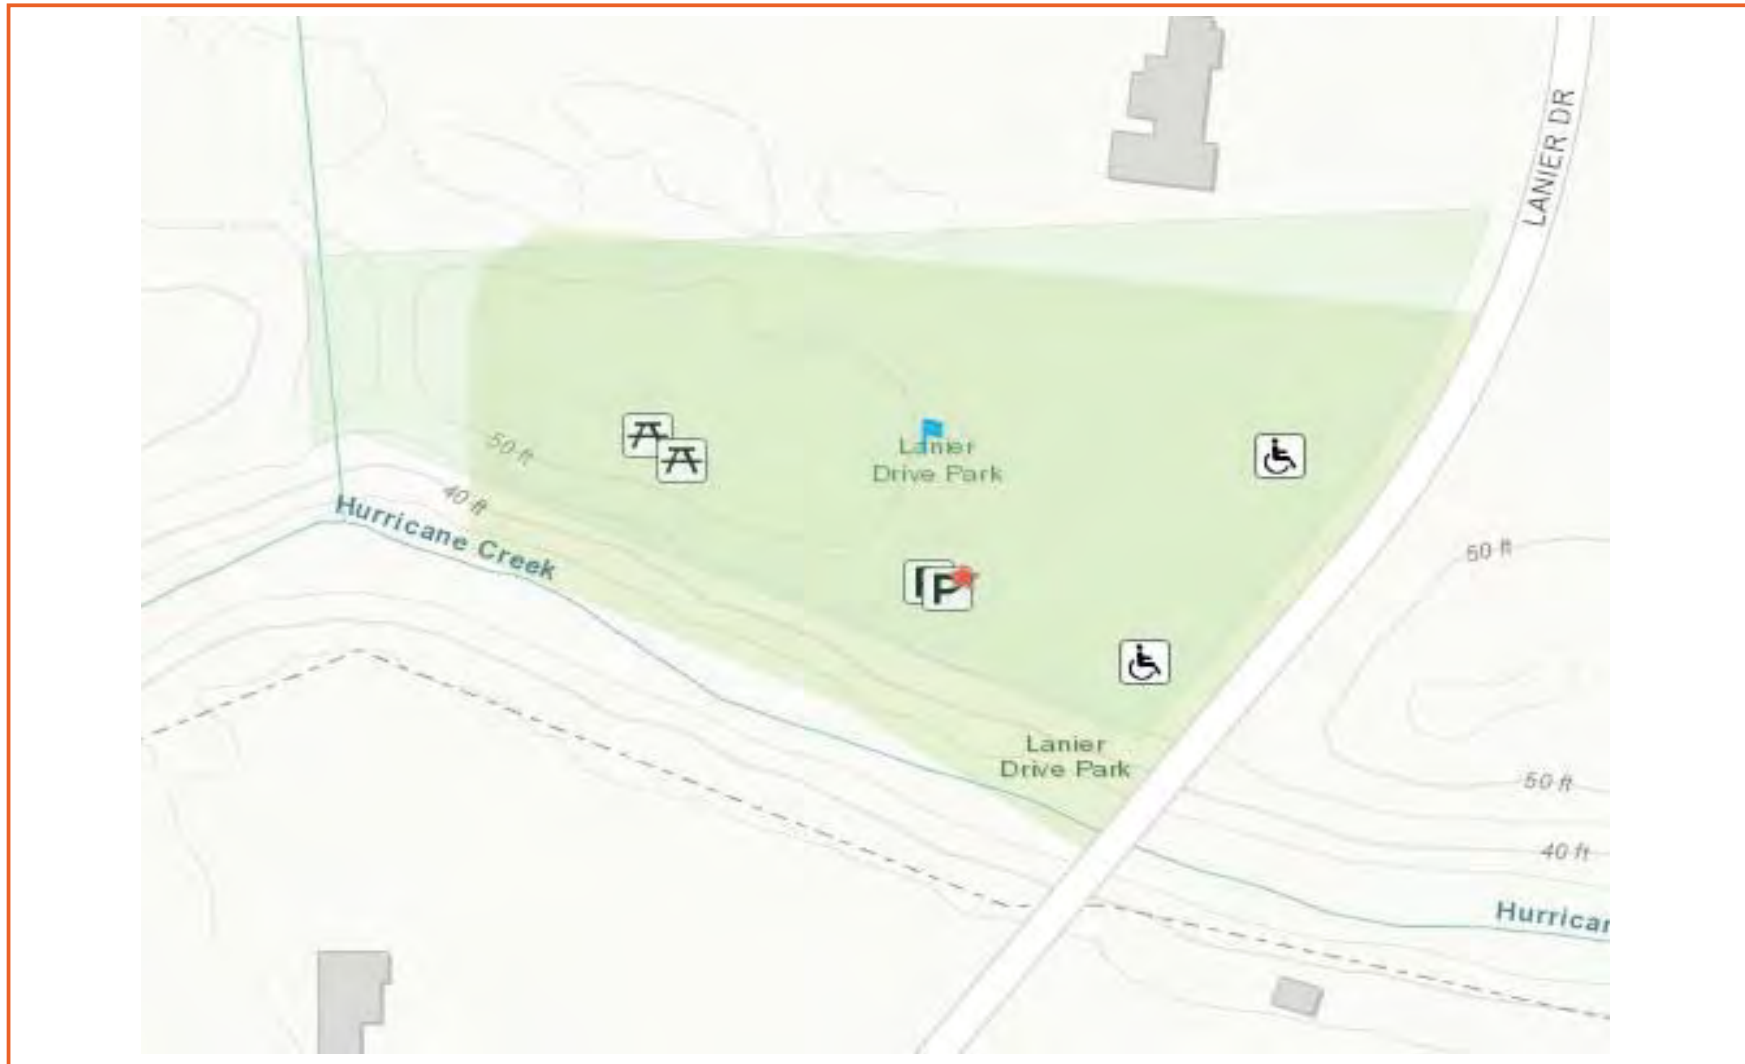 LANIER DR
50 ft
Lanier
Drive Park
40 ft
Hurricane Creek
50 ft
P
P
Lanier
Drive Park
50 ft
40 ft
Hurrican